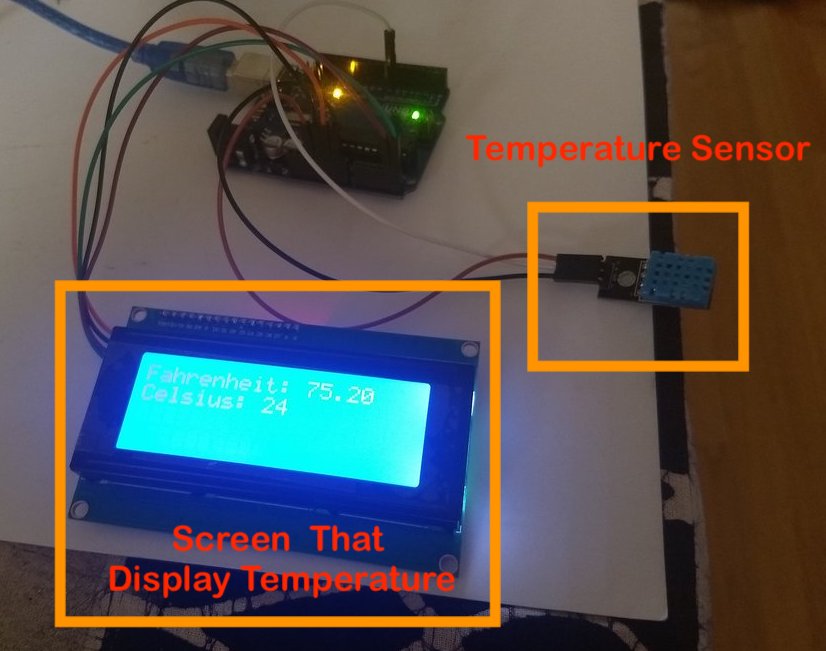 Temperature Sensor
Fahrenheit: 75.20
Celsius: 24
Screen That
Display Temperature